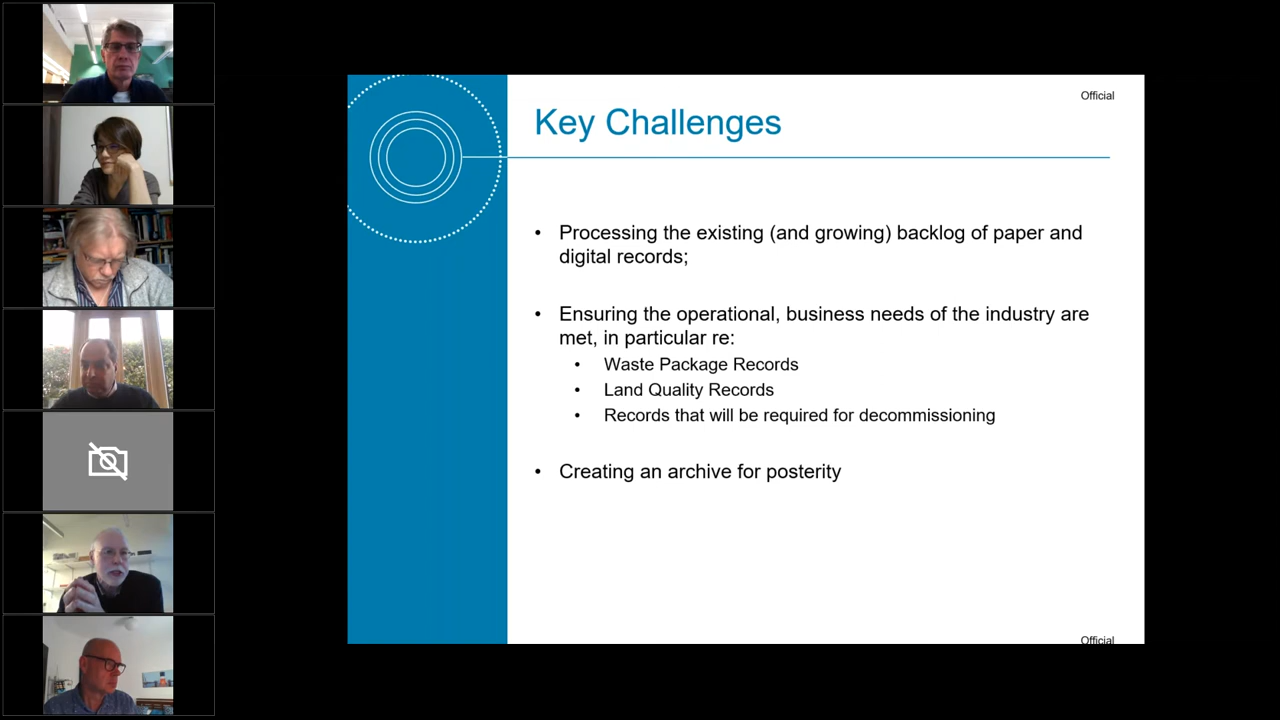 Official
Key Challenges
• Processing the existing (and growing) backlog of paper and
digital records;
• Ensuring the operational, business needs of the industry are
met, in particular re:
• Waste Package Records
• Land Quality Records
• Records that will be required for decommissioning
• Creating an archive for posterity
Official